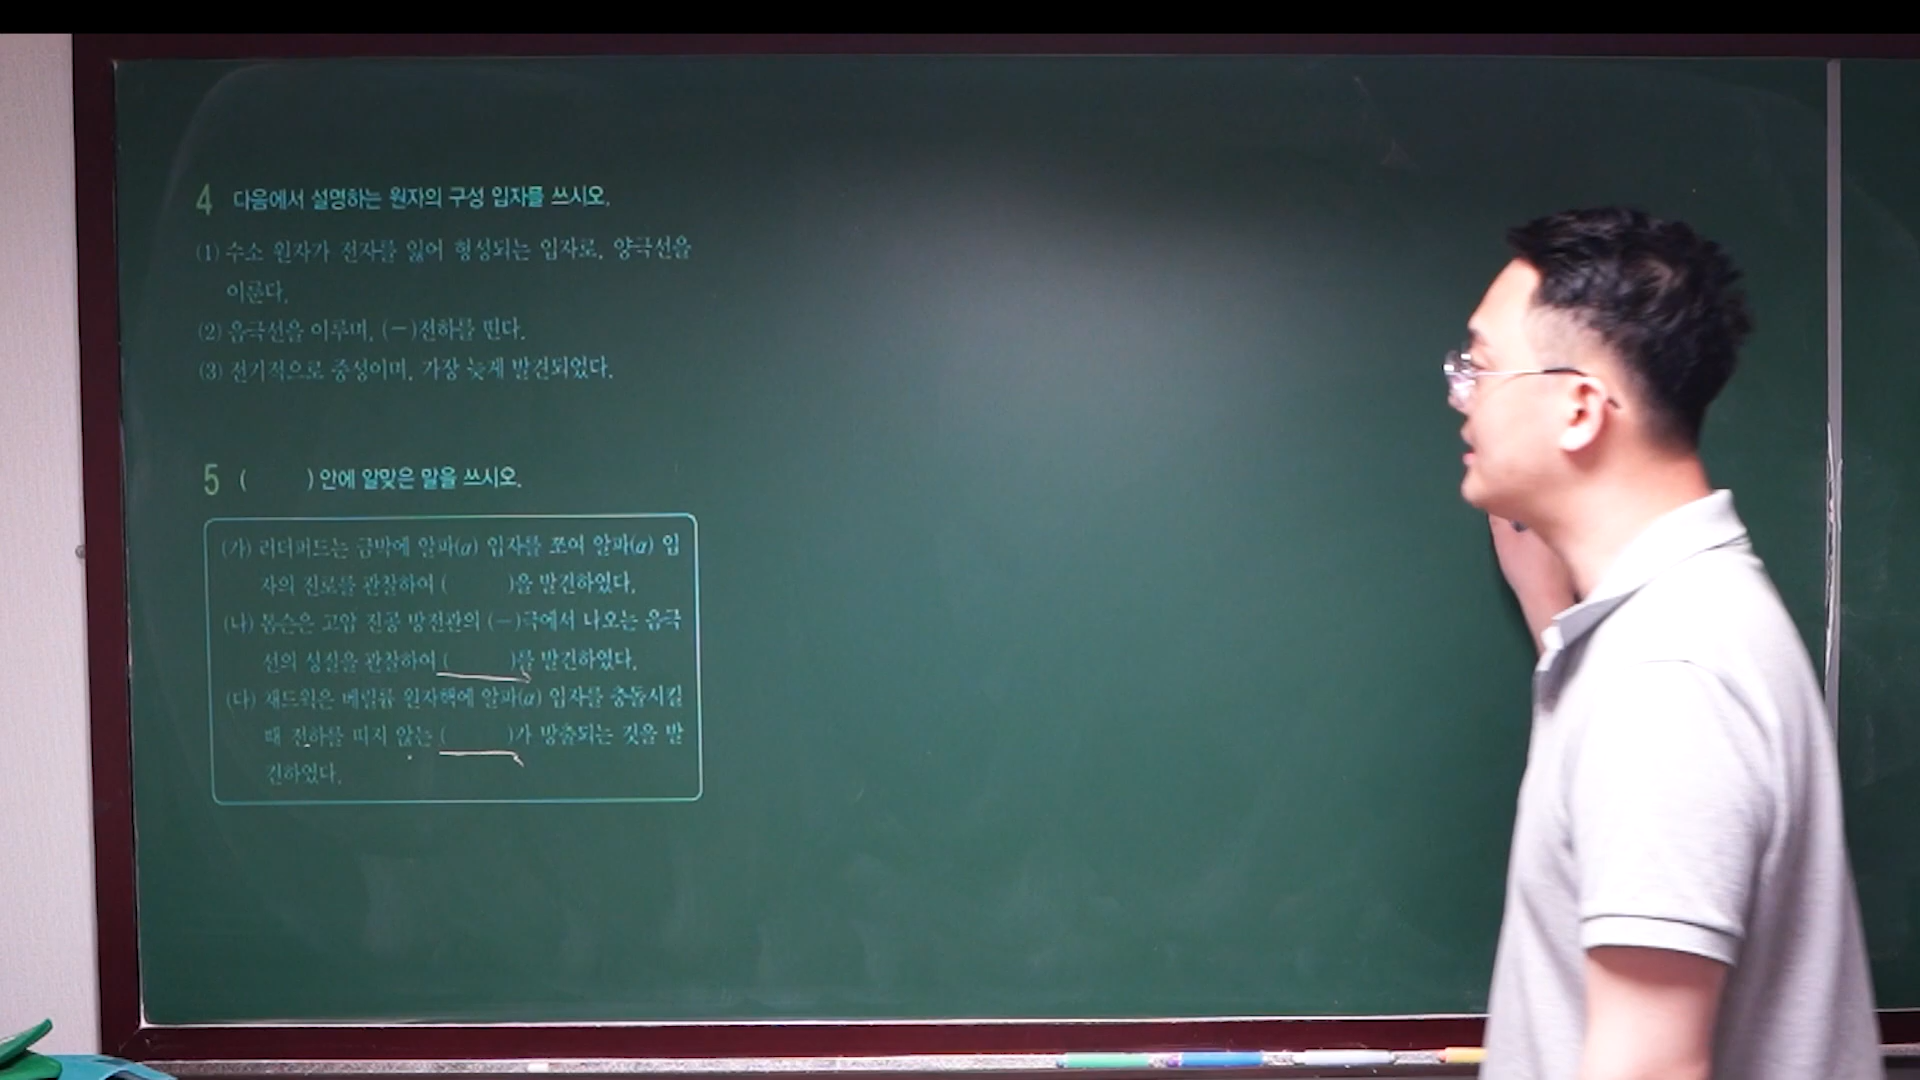 4 다음에서 설명하는 원자의 구성 입자를 쓰시오.
(1) 수소 원자가 전자를 잃어 형성되는 입자로, 양극선을
이룬다.
(2) 음극선을 이루며, (−)전하를 띤다.
(3) 전기적으로 중성이며, 가장 늦게 발견되었다.
5 (        ) 안에 알맞은 말을 쓰시오.
(가) 러더퍼드는 금박에 알파(α) 입자를 쪼여 알파(α) 입
자의 진로를 관찰하여 (        )을 발견하였다.
(나) 톰슨은 고압 진공 방전관의 (−)극에서 나오는 음극
선의 성질을 관찰하여 (        )를 발견하였다.
(다) 채드윅은 베릴륨 원자핵에 알파(α) 입자를 충돌시킬
때 전하를 띠지 않는 (        )가 방출되는 것을 발
견하였다.